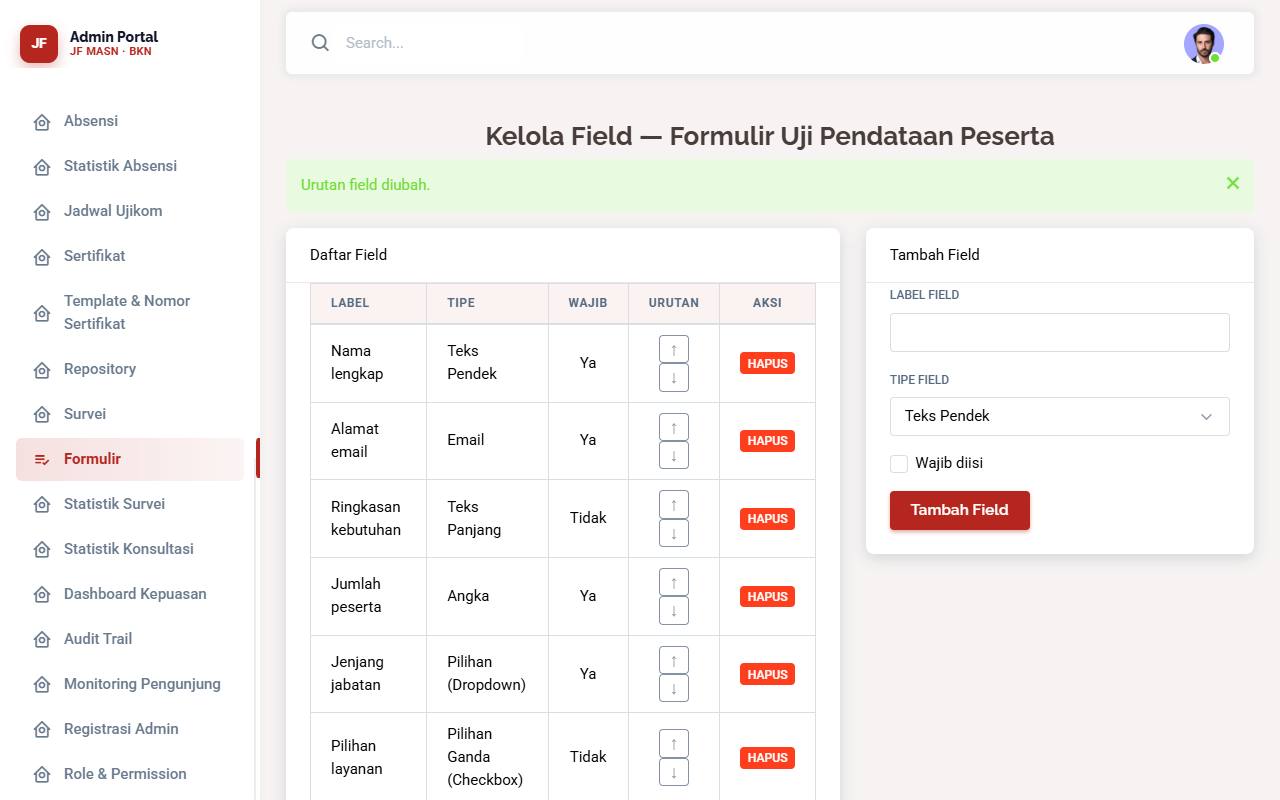 JF
Admin Portal
JF MASN · BKN
Search...
Absensi
Statistik Absensi
Jadwal Ujikom
Sertifikat
Template & Nomor
Sertifikat
Repository
Survei
Formulir
Statistik Survei
Statistik Konsultasi
Dashboard Kepuasan
Audit Trail
Monitoring Pengunjung
Registrasi Admin
Role & Permission
Kelola Field — Formulir Uji Pendataan Peserta
Urutan field diubah. ×
Daftar Field
LABEL TIPE WAJIB URUTAN AKSI
Nama
lengkap
Teks
Pendek
Ya
↑
↓
HAPUS
Alamat
email
Email
Ya
↑
↓
HAPUS
Ringkasan
kebutuhan
Teks
Panjang
Tidak
↑
↓
HAPUS
Jumlah
peserta
Angka
Ya
↑
↓
HAPUS
Jenjang
jabatan
Pilihan
(Dropdown)
Ya
↑
↓
HAPUS
Pilihan
layanan
Pilihan
Ganda
(Checkbox)
Tidak
↑
↓
HAPUS
Tambah Field
LABEL FIELD
TIPE FIELD
Teks Pendek
Wajib diisi
Tambah Field